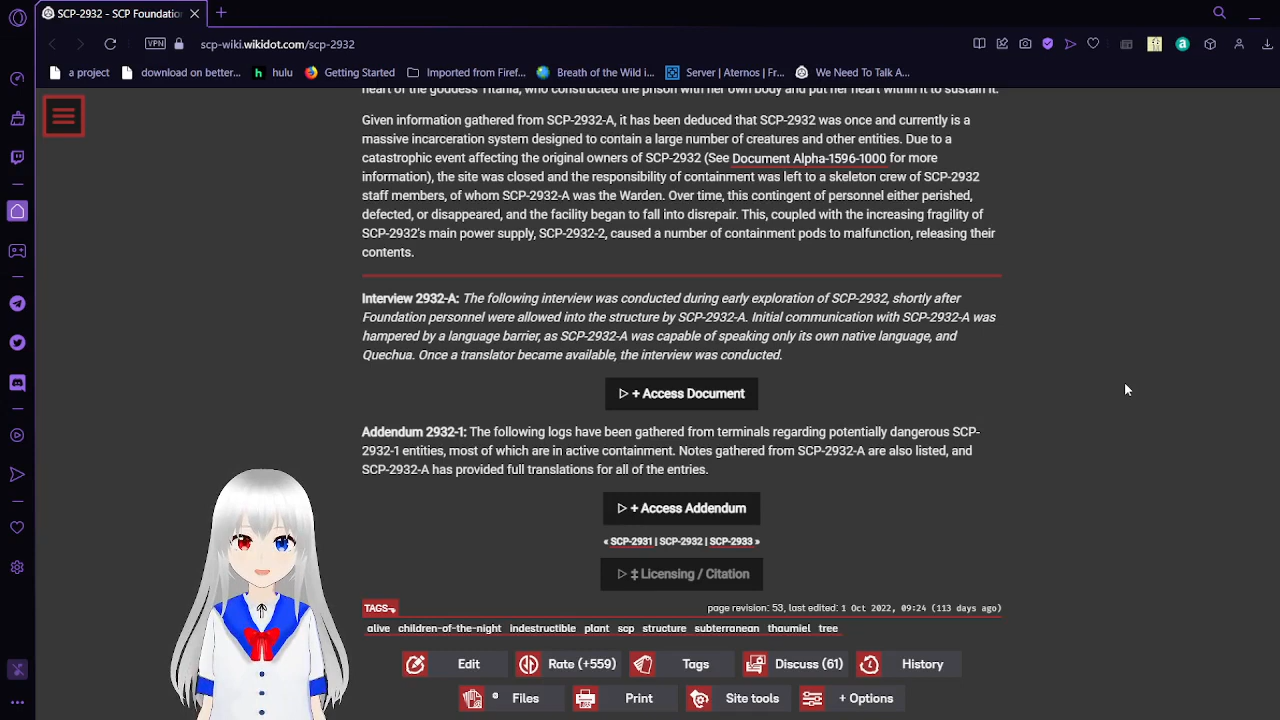 SCP-2932 - SCP Foundatio
VPN
scp-wiki.wikidot.com/scp-2932
a project
download on better...
hulu
Getting Started
Imported from Firef...
Breath of the Wild i...
Server | Aternos | Fr...
We Need To Talk A...
heart of the goddess Titania, who constructed the prison with her own body and put her heart within it to sustain it.
Given information gathered from SCP-2932-A, it has been deduced that SCP-2932 was once and currently is a
massive incarceration system designed to contain a large number of creatures and other entities. Due to a
catastrophic event affecting the original owners of SCP-2932 (See Document Alpha-1596-1000 for more
information), the site was closed and the responsibility of containment was left to a skeleton crew of SCP-2932
staff members, of whom SCP-2932-A was the Warden. Over time, this contingent of personnel either perished,
defected, or disappeared, and the facility began to fall into disrepair. This, coupled with the increasing fragility of
SCP-2932's main power supply, SCP-2932-2, caused a number of containment pods to malfunction, releasing their
contents.
Interview 2932-A: The following interview was conducted during early exploration of SCP-2932, shortly after
Foundation personnel were allowed into the structure by SCP-2932-A. Initial communication with SCP-2932-A was
hampered by a language barrier, as SCP-2932-A was capable of speaking only its own native language, and
Quechua. Once a translator became available, the interview was conducted.
▷ + Access Document
Addendum 2932-1: The following logs have been gathered from terminals regarding potentially dangerous SCP-
2932-1 entities, most of which are in active containment. Notes gathered from SCP-2932-A are also listed, and
SCP-2932-A has provided full translations for all of the entries.
▷ + Access Addendum
« SCP-2931 | SCP-2932 | SCP-2933 »
▷ ‡ Licensing / Citation
TAGS
page revision: 53, last edited: 1 Oct 2022, 09:24 (113 days ago)
alive children-of-the-night indestructible plant scp structure subterranean thaumiel tree
Edit
Rate (+559)
Tags
Discuss (61)
History
Files
Print
Site tools
+ Options